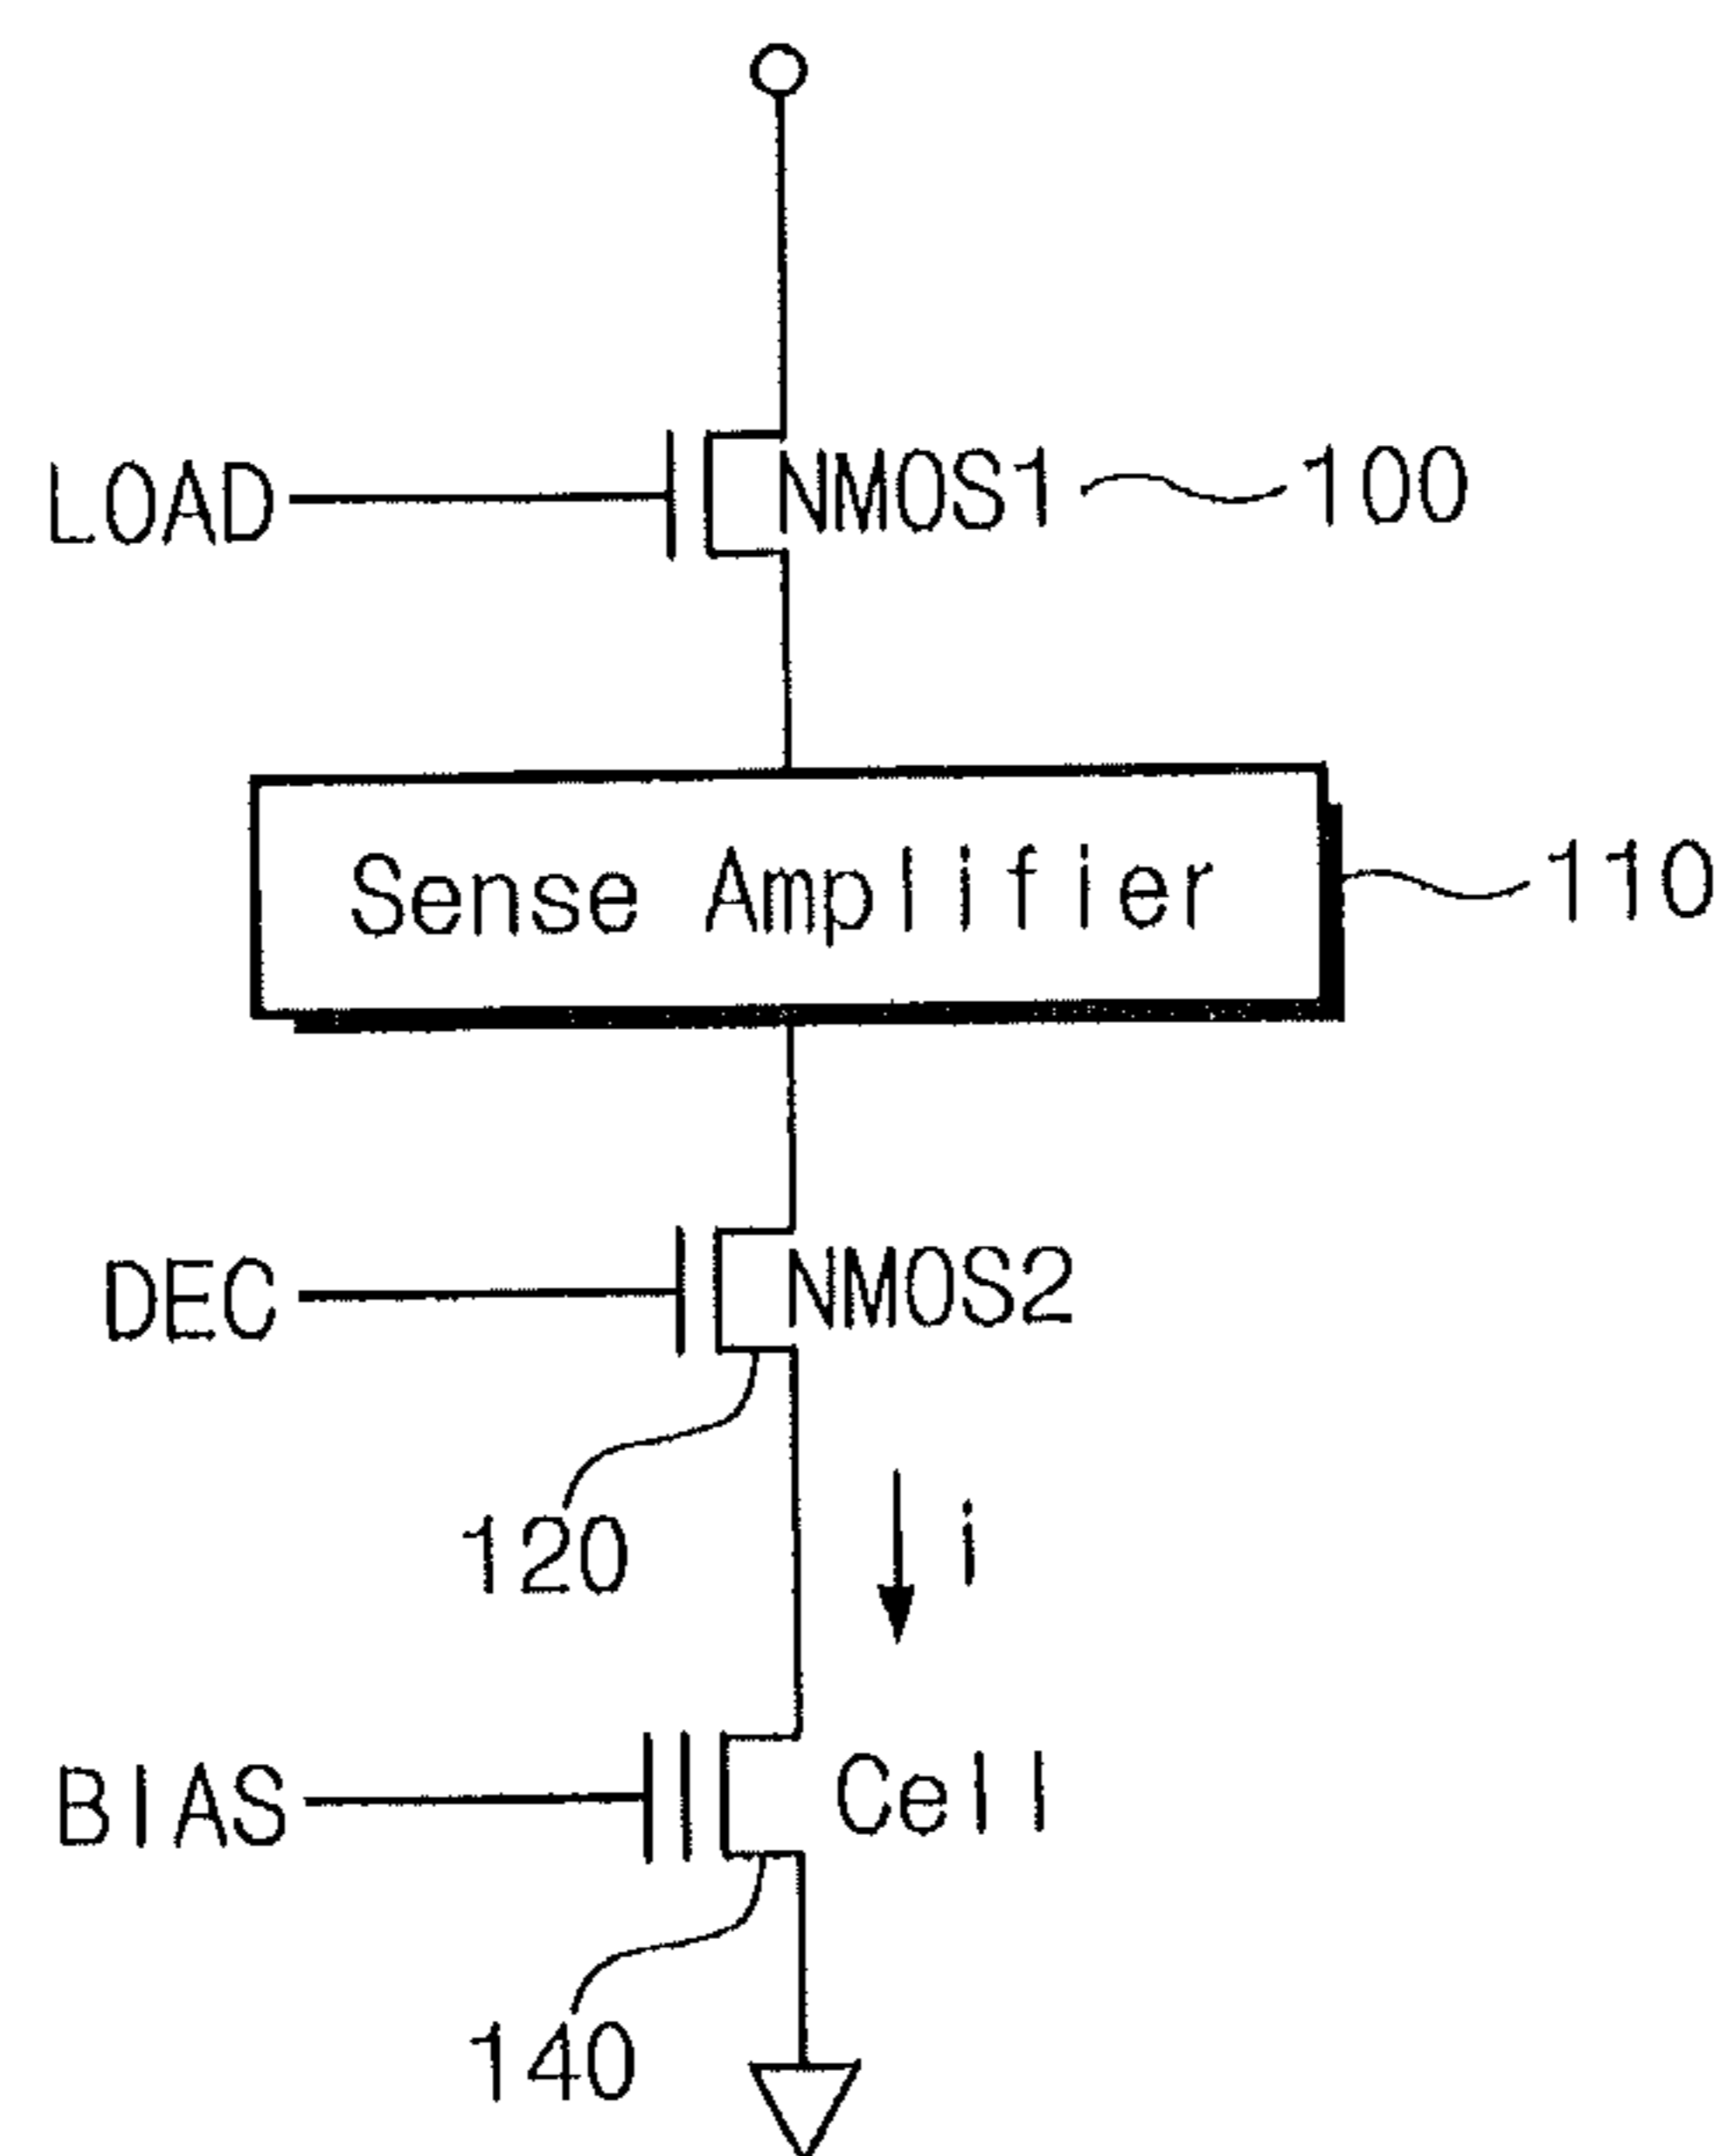 LOAD NMOS1 100
Sense Amplifier 110
DEC NMOS2
120 i
BIAS Cell
140